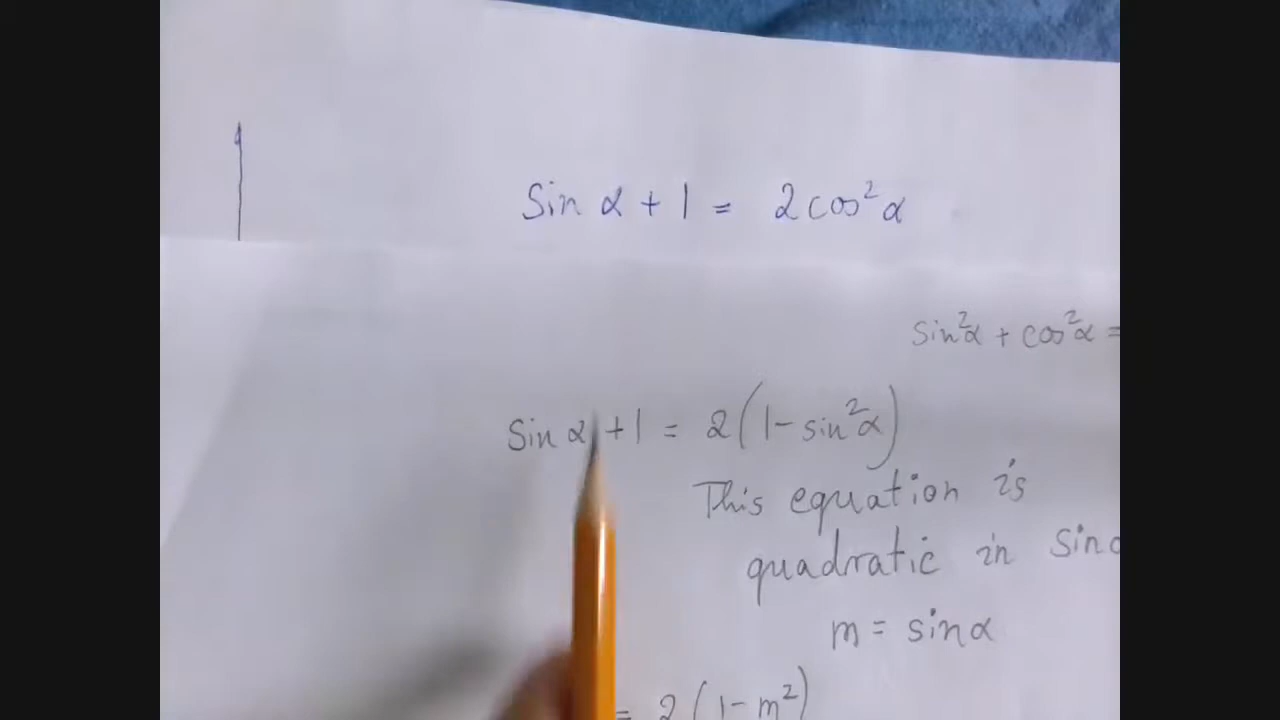 Sin α + 1 = 2cos²α
sin²α + cos²α =
Sin α + 1 = 2(1 - sin²α)
This equation is
quadratic in Sin
m = sinα
= 2(1 - m²)